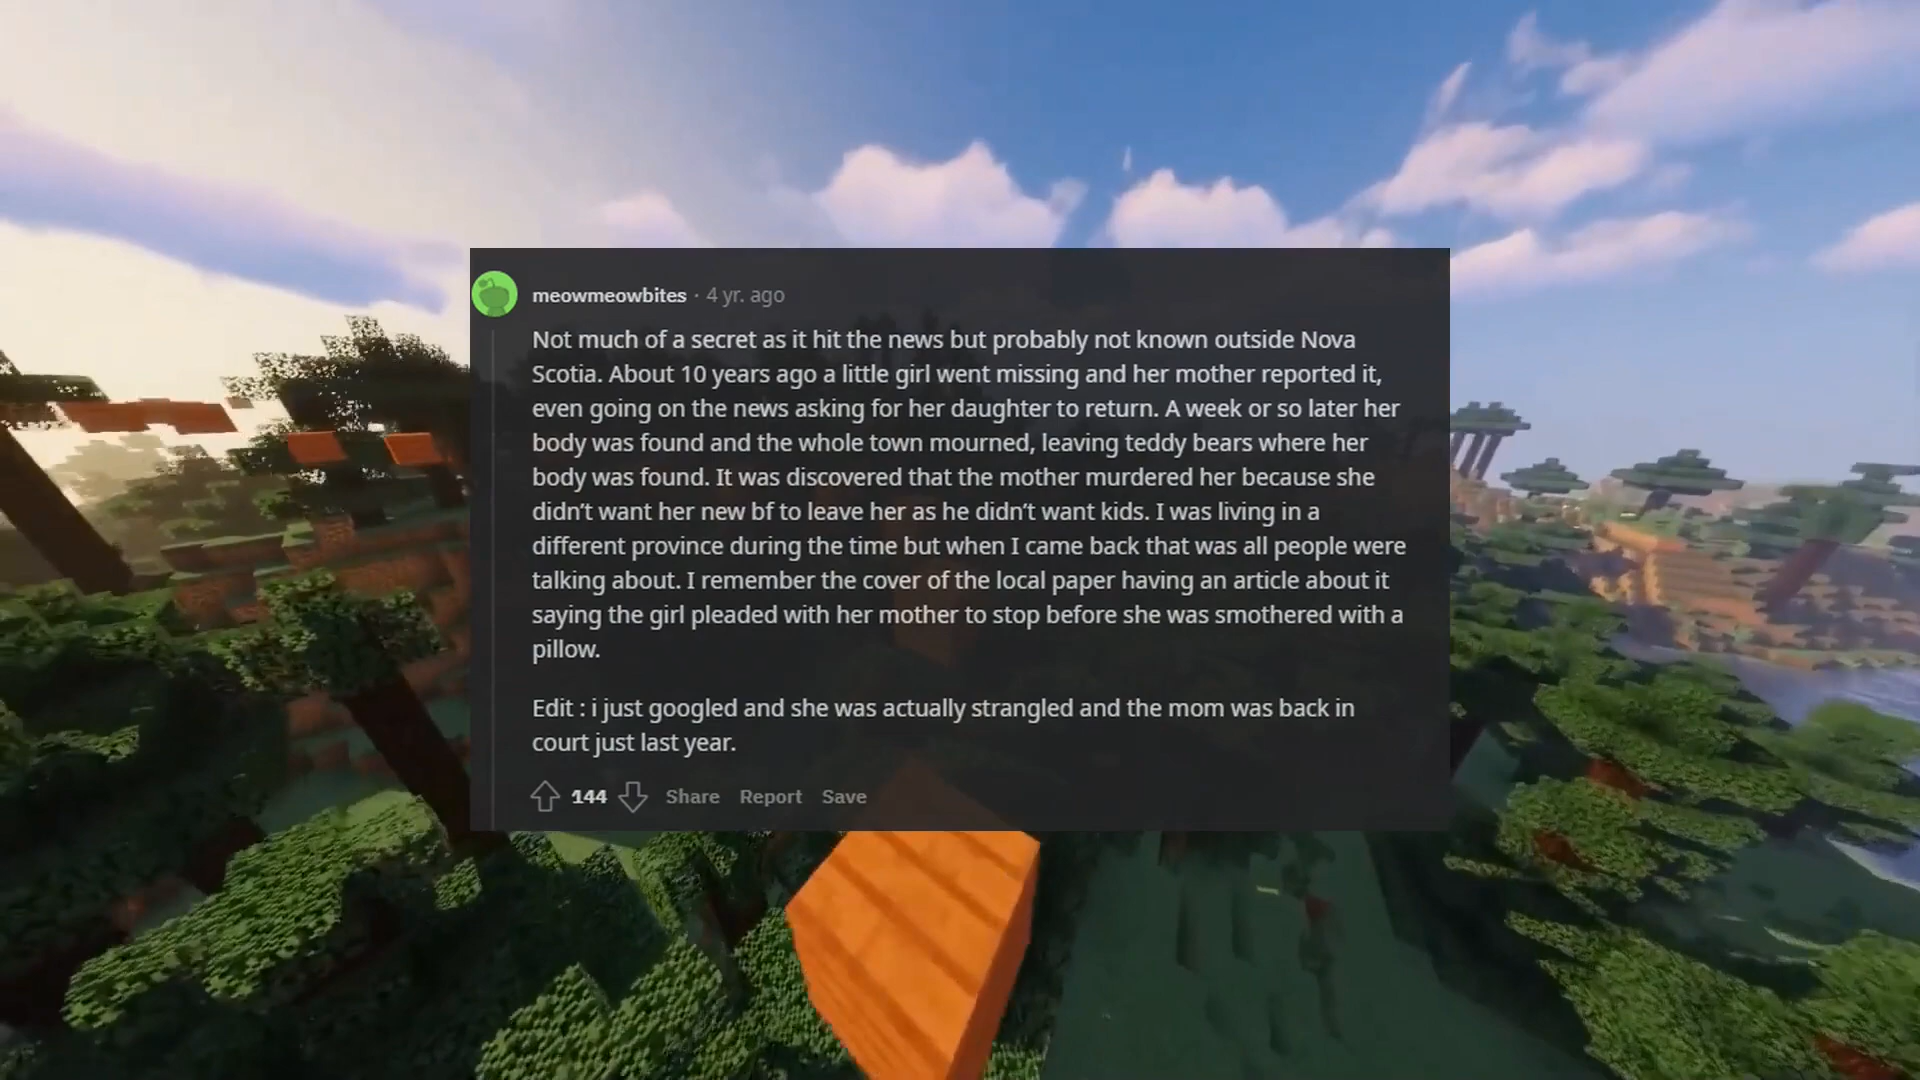 meowmeowbites · 4 yr. ago
Not much of a secret as it hit the news but probably not known outside Nova
Scotia. About 10 years ago a little girl went missing and her mother reported it,
even going on the news asking for her daughter to return. A week or so later her
body was found and the whole town mourned, leaving teddy bears where her
body was found. It was discovered that the mother murdered her because she
didn’t want her new bf to leave her as he didn’t want kids. I was living in a
different province during the time but when I came back that was all people were
talking about. I remember the cover of the local paper having an article about it
saying the girl pleaded with her mother to stop before she was smothered with a
pillow.
Edit : i just googled and she was actually strangled and the mom was back in
court just last year.
144 Share Report Save